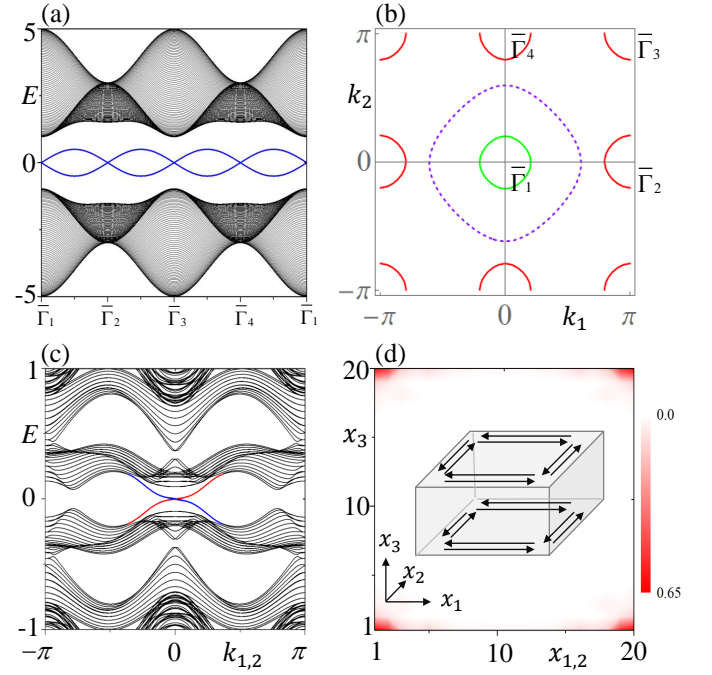 (a)
5
E
0
-5
Γ̅₁ Γ̅₂ Γ̅₃ Γ̅₄ Γ̅₁
(b)
π
k₂
0
−π
Γ̅₄ Γ̅₃
Γ̅₁ Γ̅₂
−π 0 k₁ π
(c)
1
E
0
-1
−π 0 k₁,₂ π
(d)
20
x₃
10
1
x₃
x₂
x₁
1 10 x₁,₂ 20
0.0
0.65